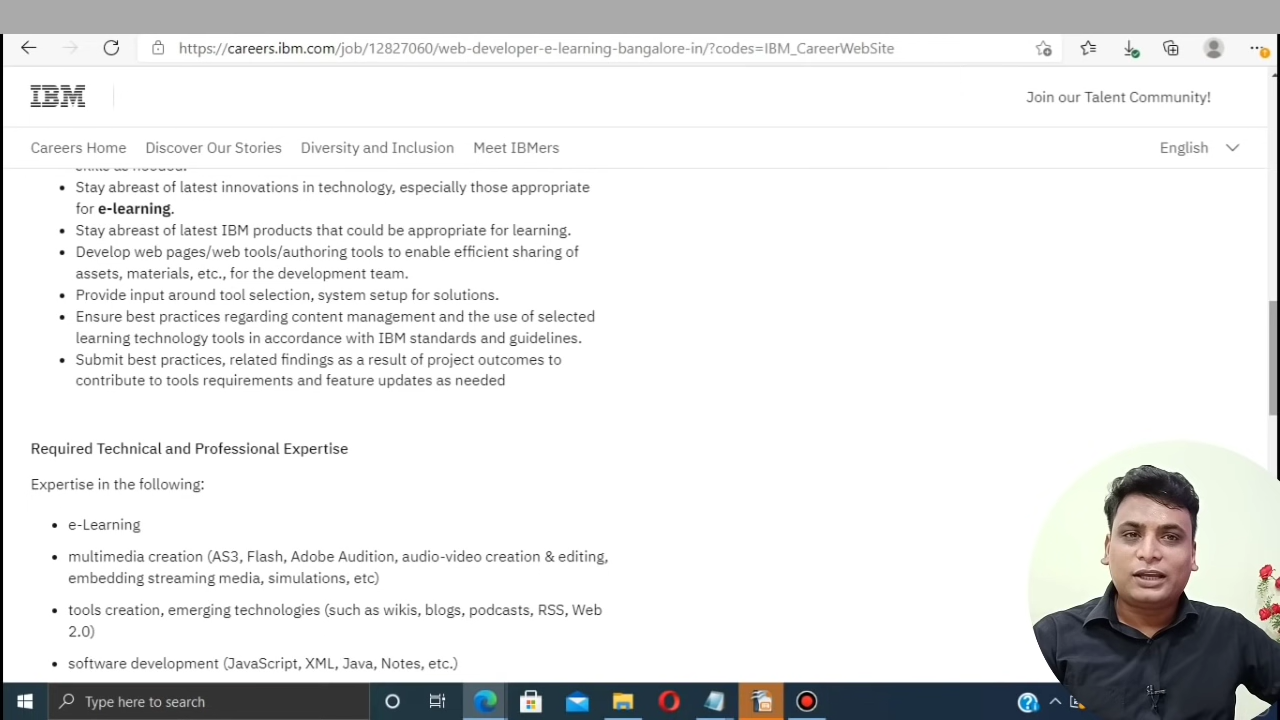 https://careers.ibm.com/job/12827060/web-developer-e-learning-bangalore-in/?codes=IBM_CareerWebSite
IBM
Join our Talent Community!
Careers Home Discover Our Stories Diversity and Inclusion Meet IBMers English
skills as needed.
• Stay abreast of latest innovations in technology, especially those appropriate
for e-learning.
• Stay abreast of latest IBM products that could be appropriate for learning.
• Develop web pages/web tools/authoring tools to enable efficient sharing of
assets, materials, etc., for the development team.
• Provide input around tool selection, system setup for solutions.
• Ensure best practices regarding content management and the use of selected
learning technology tools in accordance with IBM standards and guidelines.
• Submit best practices, related findings as a result of project outcomes to
contribute to tools requirements and feature updates as needed
Required Technical and Professional Expertise
Expertise in the following:
• e-Learning
• multimedia creation (AS3, Flash, Adobe Audition, audio-video creation & editing,
embedding streaming media, simulations, etc)
• tools creation, emerging technologies (such as wikis, blogs, podcasts, RSS, Web
2.0)
• software development (JavaScript, XML, Java, Notes, etc.)
Type here to search